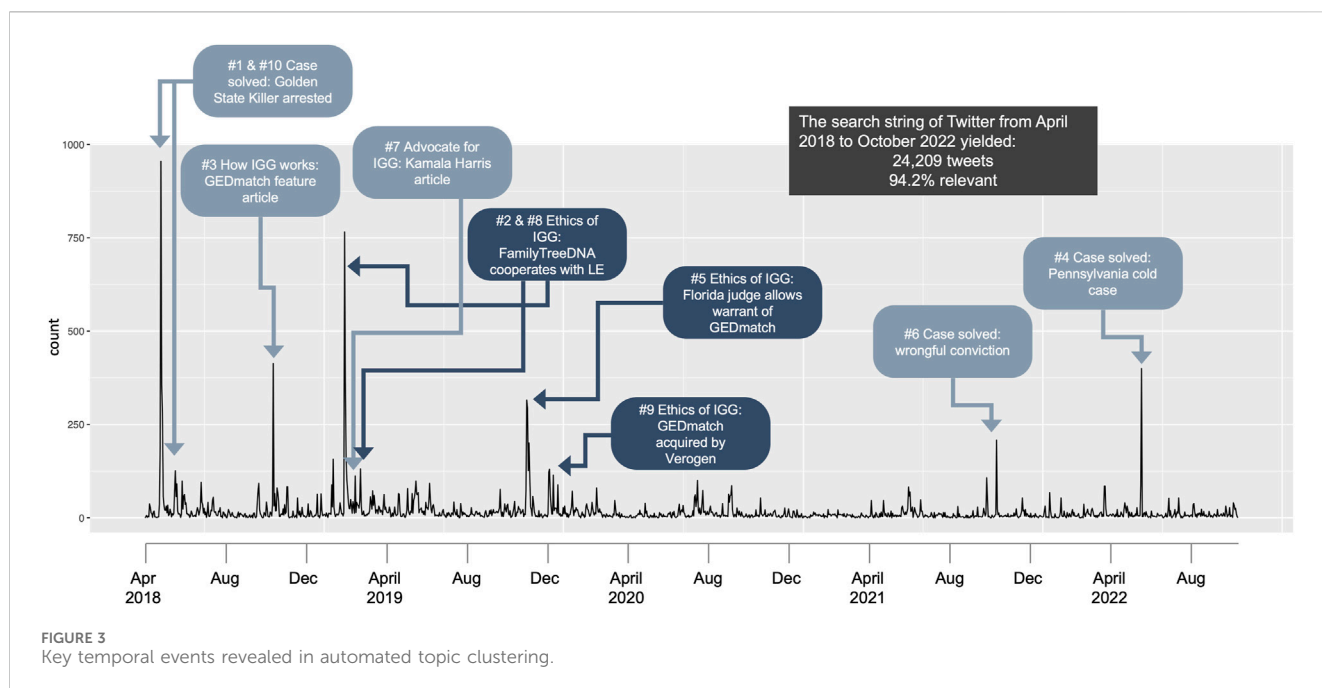 #1 & #10 Case
solved: Golden
State Killer arrested
#3 How IGG works:
GEDmatch feature
article
#7 Advocate for
IGG: Kamala Harris
article
#2 & #8 Ethics of
IGG:
FamilyTreeDNA
cooperates with LE
The search string of Twitter from April
2018 to October 2022 yielded:
24,209 tweets
94.2% relevant
#5 Ethics of IGG:
Florida judge allows
warrant of
GEDmatch
#4 Case solved:
Pennsylvania cold
case
#6 Case solved:
wrongful conviction
#9 Ethics of IGG:
GEDmatch
acquired by
Verogen
count
1000
750
500
250
0
Apr Aug Dec April Aug Dec April Aug Dec April Aug Dec April Aug
2018 2019 2020 2021 2022
FIGURE 3
Key temporal events revealed in automated topic clustering.